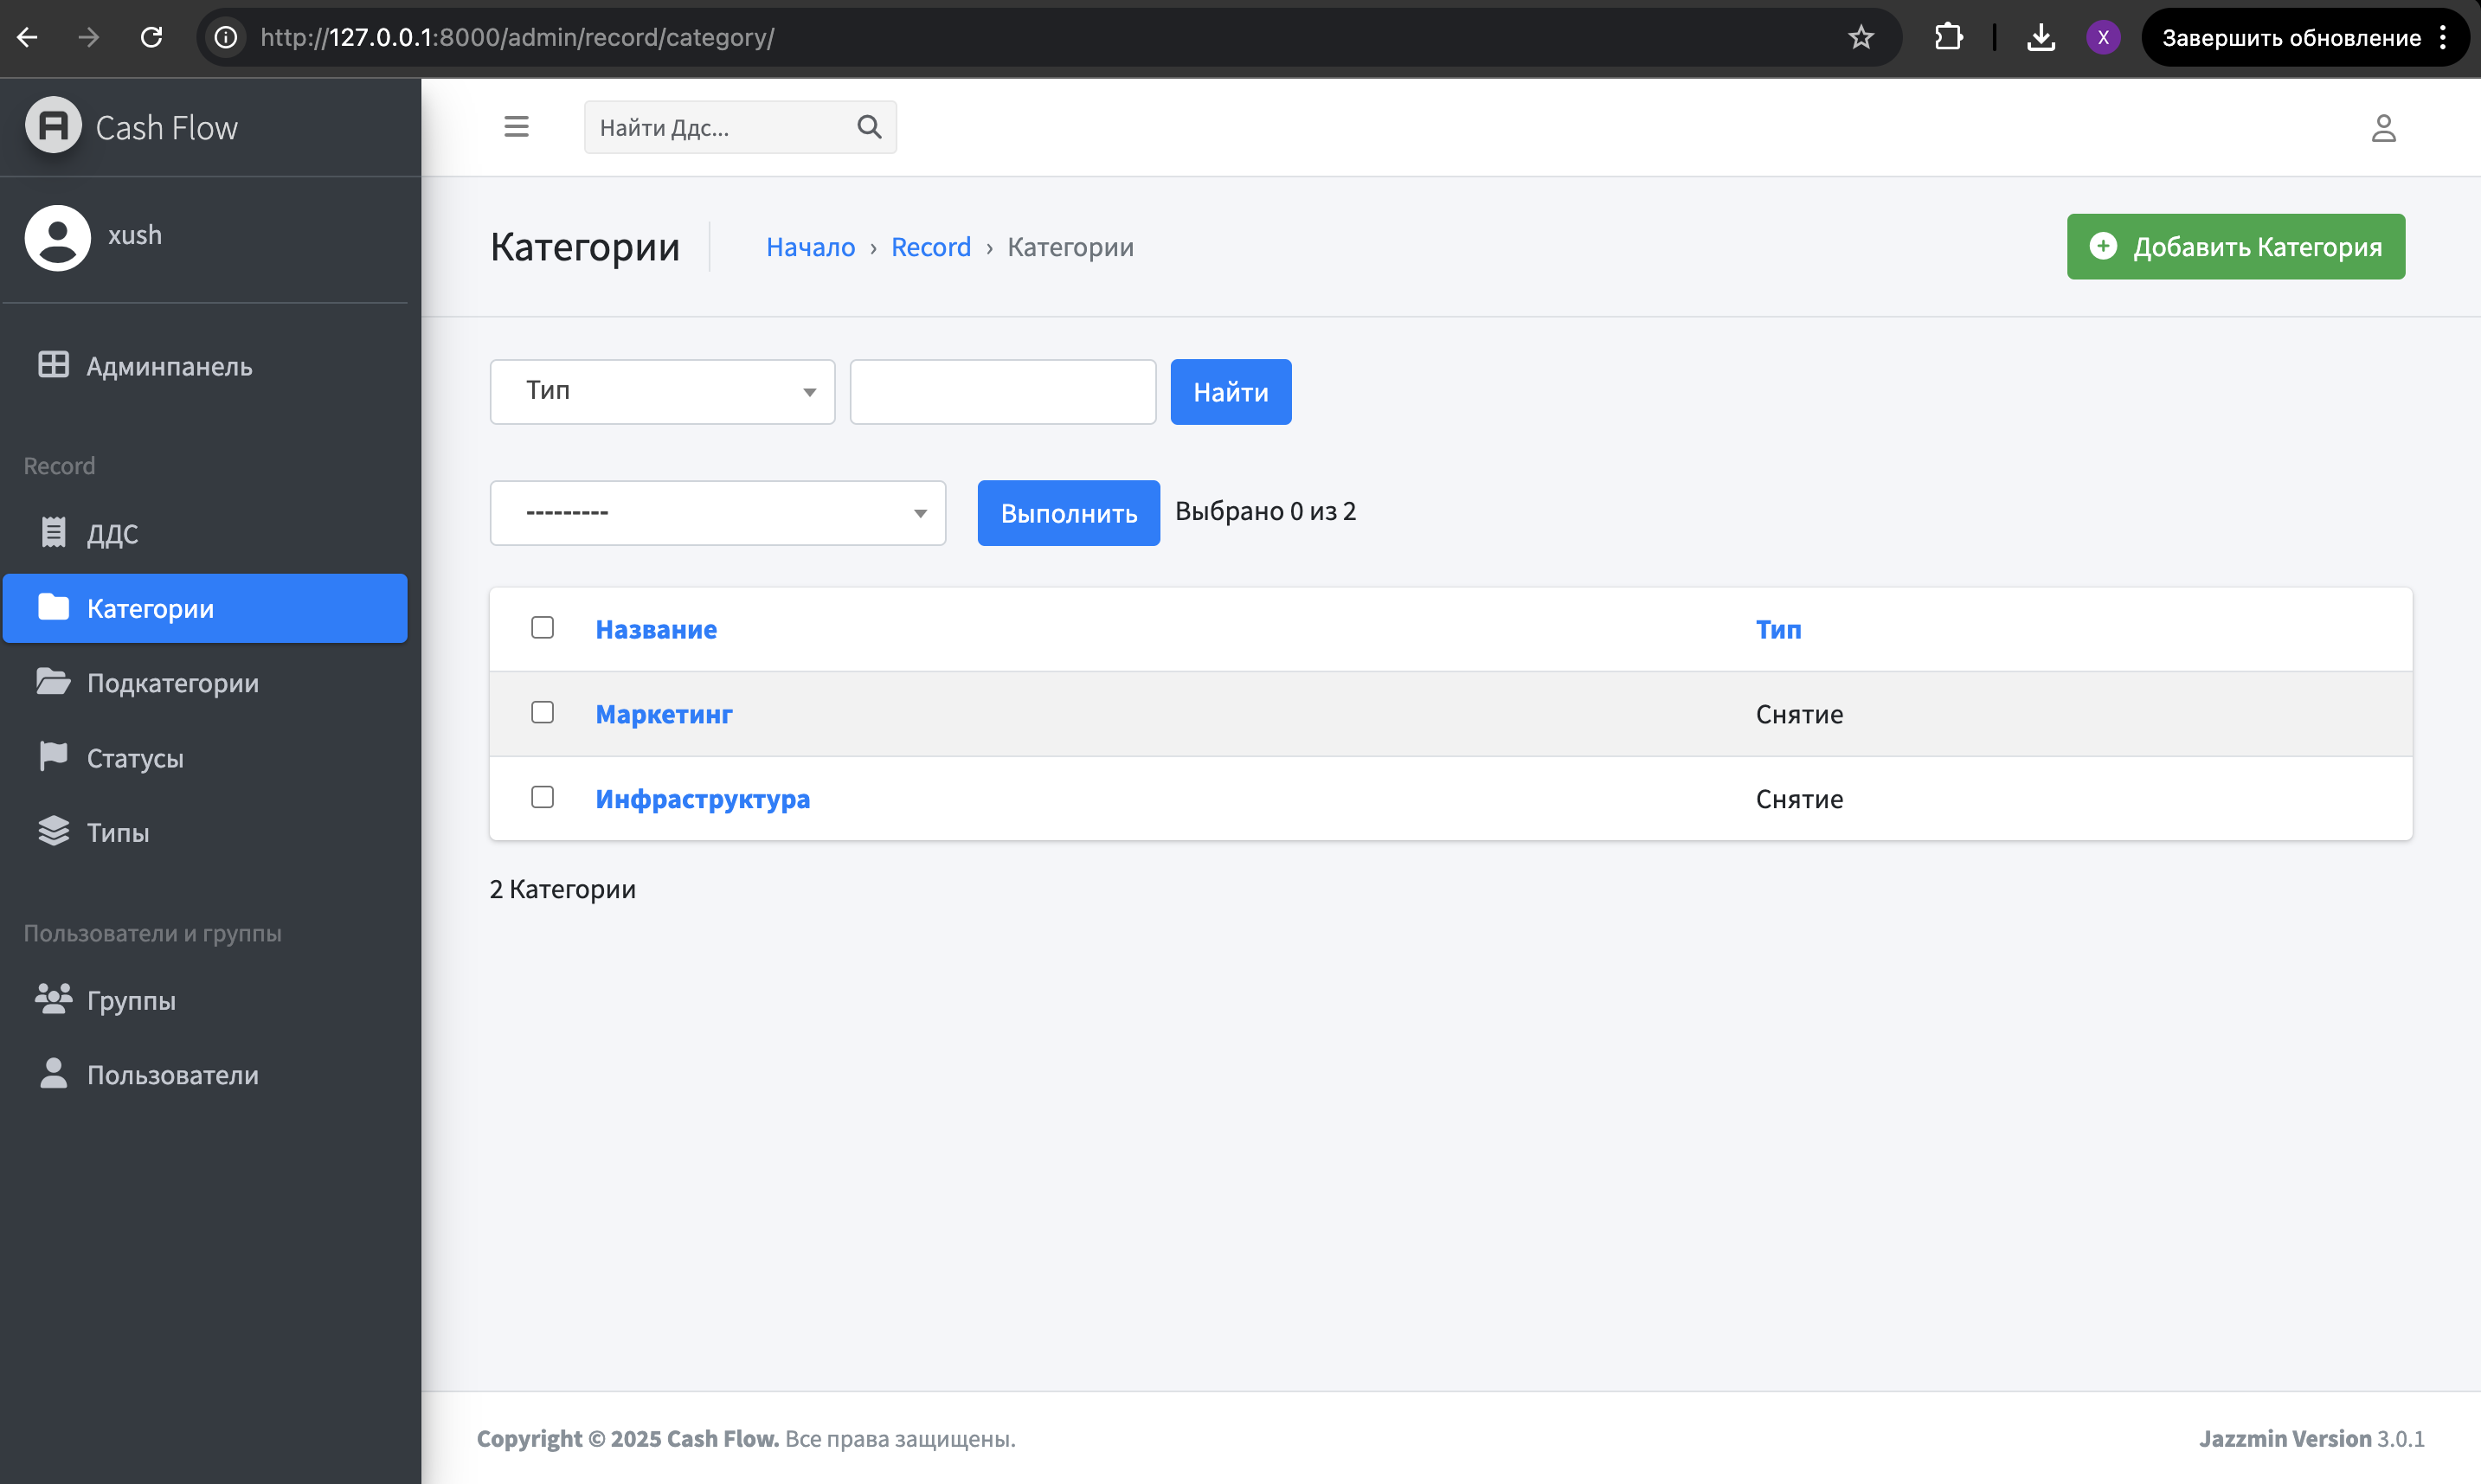 http://127.0.0.1:8000/admin/record/category/
X
Завершить обновление
Cash Flow
Найти Ддс...
xush
Категории
Начало › Record › Категории
Добавить Категория
Админпанель
Тип
Найти
Record
---------
Выполнить
Выбрано 0 из 2
ДДС
Категории
Подкатегории
Статусы
Типы
Название
Тип
Маркетинг
Снятие
Инфраструктура
Снятие
2 Категории
Пользователи и группы
Группы
Пользователи
Copyright © 2025 Cash Flow. Все права защищены.
Jazzmin Version 3.0.1